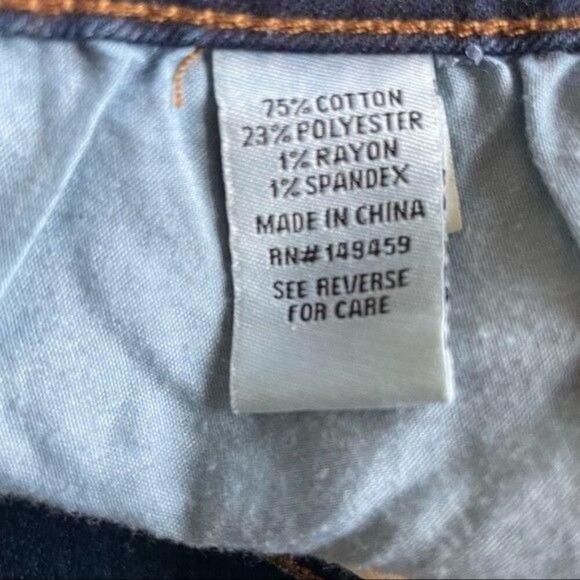 75% COTTON
23% POLYESTER
1% RAYON
1% SPANDEX
MADE IN CHINA
RN# 149459
SEE REVERSE
FOR CARE